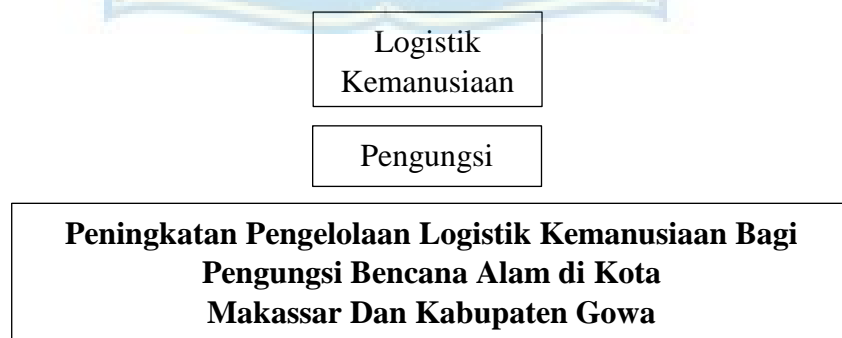 Logistik
Kemanusiaan
Pengungsi
Peningkatan Pengelolaan Logistik Kemanusiaan Bagi
Pengungsi Bencana Alam di Kota
Makassar Dan Kabupaten Gowa